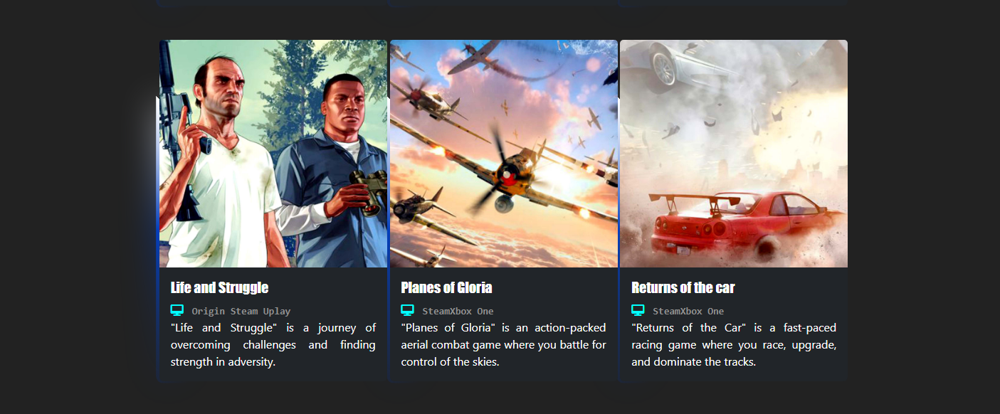 Life and Struggle
Origin Steam Uplay
"Life and Struggle" is a journey of
overcoming challenges and finding
strength in adversity.
Planes of Gloria
SteamXbox One
"Planes of Gloria" is an action-packed
aerial combat game where you battle for
control of the skies.
Returns of the car
SteamXbox One
"Returns of the Car" is a fast-paced
racing game where you race, upgrade,
and dominate the tracks.